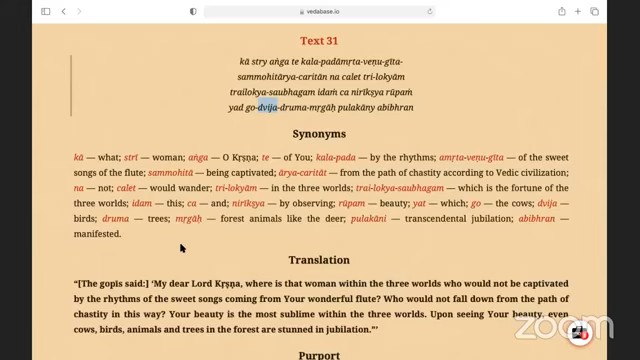 vedabase.io
Text 31
kā stry aṅga te kala-padāmṛta-veṇu-gīta-
sammohitārya-caritān na calet tri-lokyām
trailokya-saubhagam idaṁ ca nirīkṣya rūpaṁ
yad go-dvija-druma-mṛgāḥ pulakāny abibhran
Synonyms
kā — what; strī — woman; aṅga — O Kṛṣṇa; te — of You; kala-pada — by the rhythms; amṛta-veṇu-gīta — of the sweet
songs of the flute; sammohitā — being captivated; ārya-caritāt — from the path of chastity according to Vedic civilization;
na — not; calet — would wander; tri-lokyām — in the three worlds; trai-lokya-saubhagam — which is the fortune of the
three worlds; idam — this; ca — and; nirīkṣya — by observing; rūpam — beauty; yat — which; go — the cows; dvija —
birds; druma — trees; mṛgāḥ — forest animals like the deer; pulakāni — transcendental jubilation; abibhran —
manifested.
Translation
“[The gopīs said:] ‘My dear Lord Kṛṣṇa, where is that woman within the three worlds who would not be captivated
by the rhythms of the sweet songs coming from Your wonderful flute? Who would not fall down from the path of
chastity in this way? Your beauty is the most sublime within the three worlds. Upon seeing Your beauty, even
cows, birds, animals and trees in the forest are stunned in jubilation.’”
Purport
zoom